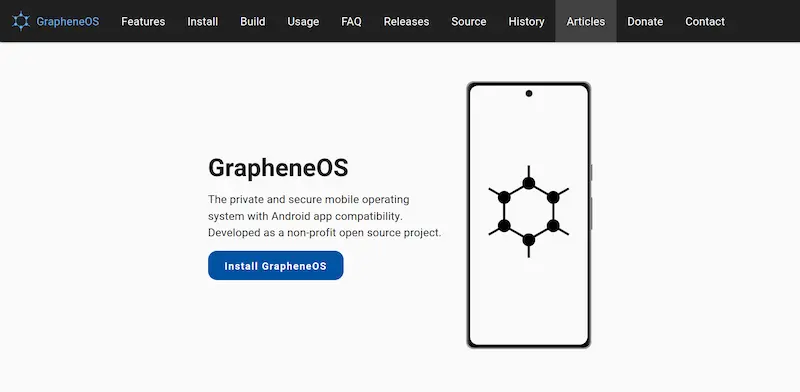 GrapheneOS Features Install Build Usage FAQ Releases Source History Articles Donate Contact
GrapheneOS
The private and secure mobile operating
system with Android app compatibility.
Developed as a non-profit open source project.
Install GrapheneOS